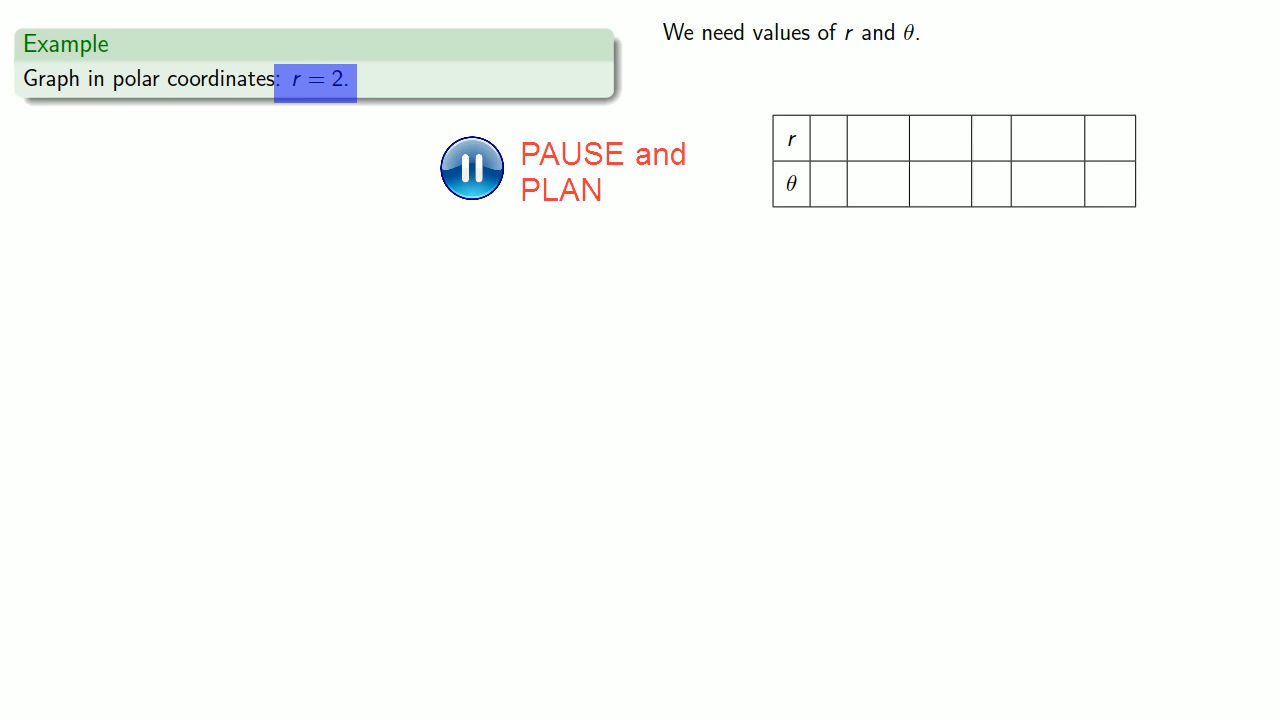 Example
Graph in polar coordinates: r = 2.
We need values of r and θ.
PAUSE and
PLAN
r
θ